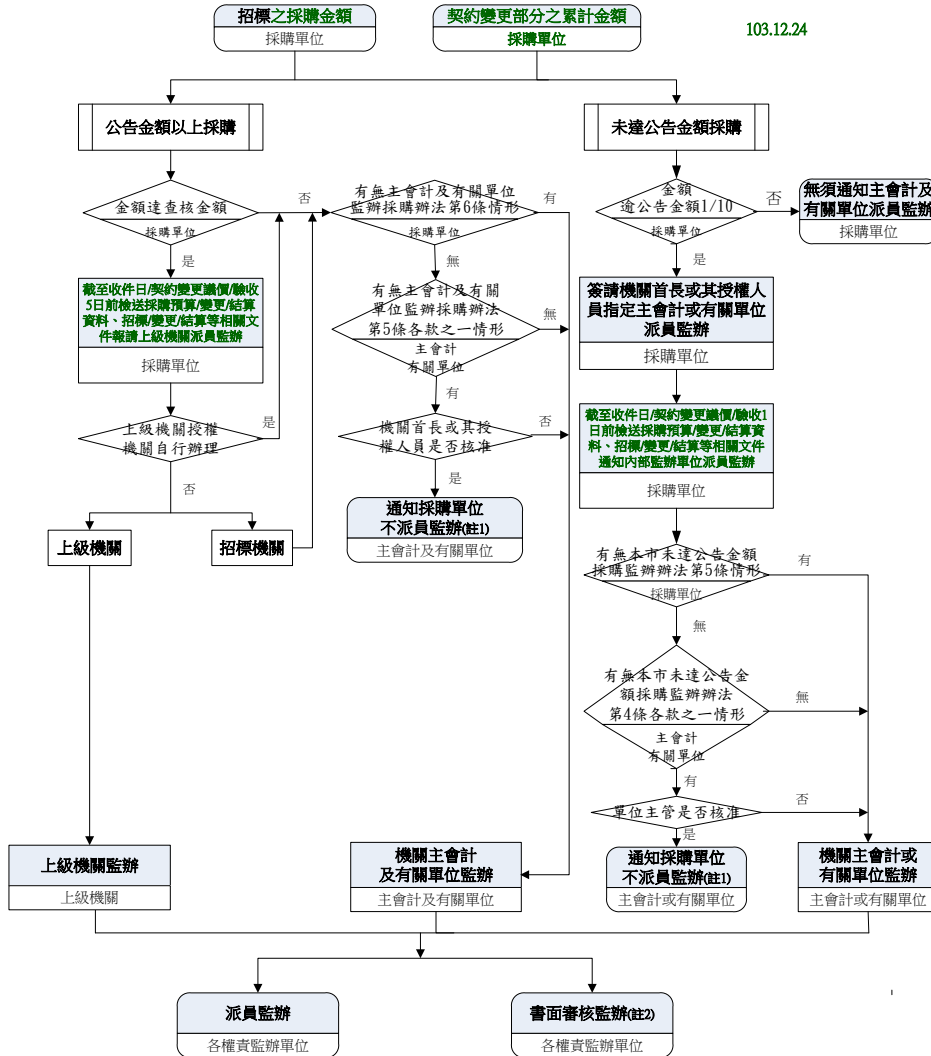 招標之採購金額
採購單位
契約變更部分之累計金額
採購單位
103.12.24
公告金額以上採購
未達公告金額採購
金額達查核金額
採購單位
否
是
有無主會計及有關單位
監辦採購辦法第6條情形
採購單位
有
無
金額
逾公告金額1/10
採購單位
否
是
無須通知主會計及
有關單位派員監辦
採購單位
截至收件日/契約變更議價/驗收
5日前檢送採購預算/變更/結算
資料、招標/變更/結算等相關文
件報請上級機關派員監辦
採購單位
有無主會計及有關
單位監辦採購辦法
第5條各款之一情形
主會計
有關單位
無
有
簽請機關首長或其授權人
員指定主會計或有關單位
派員監辦
採購單位
上級機關授權
機關自行辦理
是
否
機關首長或其授
權人員是否核准
否
是
截至收件日/契約變更議價/驗收1
日前檢送採購預算/變更/結算資
料、招標/變更/結算等相關文件
通知內部監辦單位派員監辦
採購單位
上級機關
招標機關
通知採購單位
不派員監辦(註1)
主會計及有關單位
有無本市未達公告金額
採購監辦辦法第5條情形
採購單位
有
無
有無本市未達公告金
額採購監辦辦法
第4條各款之一情形
主會計
有關單位
無
有
單位主管是否核准
否
是
上級機關監辦
上級機關
機關主會計
及有關單位監辦
主會計及有關單位
通知採購單位
不派員監辦(註1)
主會計或有關單位
機關主會計或
有關單位監辦
主會計或有關單位
派員監辦
各權責監辦單位
書面審核監辦(註2)
各權責監辦單位